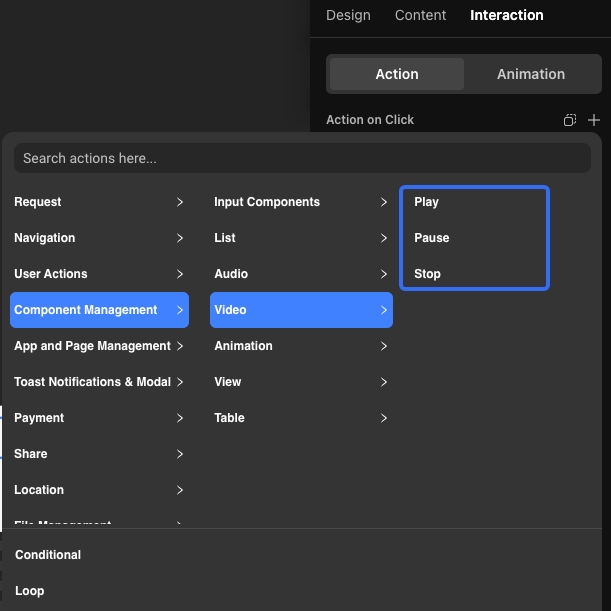 Design Content Interaction
Action Animation
Action on Click
Search actions here...
Request Input Components Play
Navigation List Pause
User Actions Audio Stop
Component Management Video
App and Page Management Animation
Toast Notifications & Modal View
Payment Table
Share
Location
File Management
Conditional
Loop